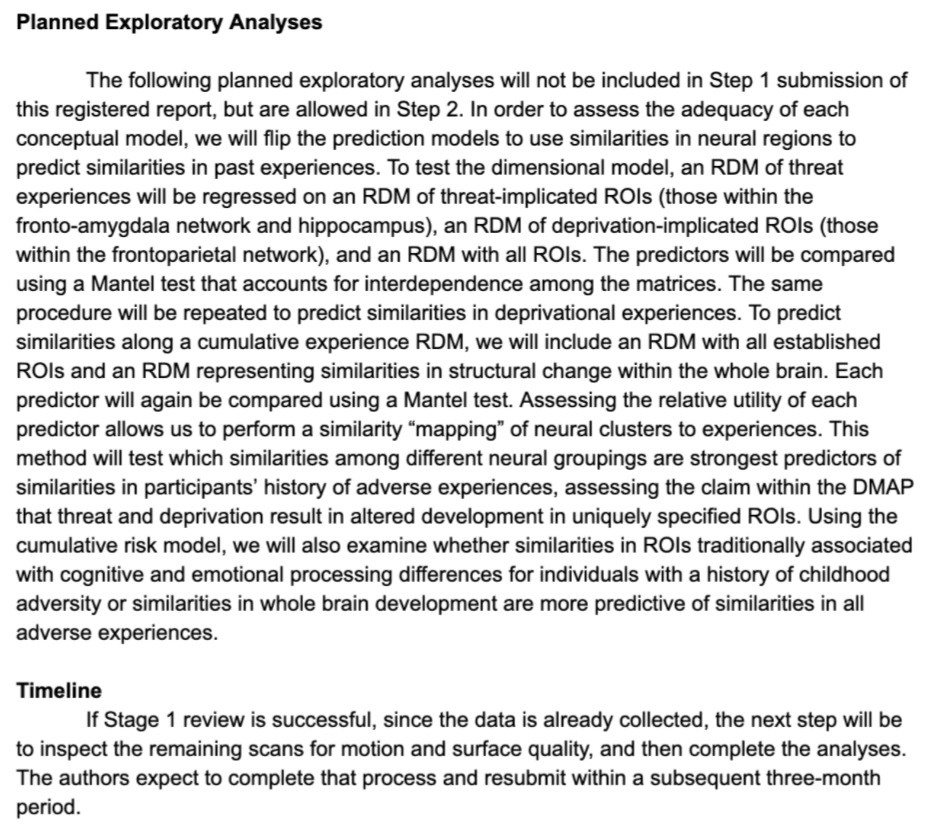 Planned Exploratory Analyses
The following planned exploratory analyses will not be included in Step 1 submission of
this registered report, but are allowed in Step 2. In order to assess the adequacy of each
conceptual model, we will flip the prediction models to use similarities in neural regions to
predict similarities in past experiences. To test the dimensional model, an RDM of threat
experiences will be regressed on an RDM of threat-implicated ROIs (those within the
fronto-amygdala network and hippocampus), an RDM of deprivation-implicated ROIs (those
within the frontoparietal network), and an RDM with all ROIs. The predictors will be compared
using a Mantel test that accounts for interdependence among the matrices. The same
procedure will be repeated to predict similarities in deprivational experiences. To predict
similarities along a cumulative experience RDM, we will include an RDM with all established
ROIs and an RDM representing similarities in structural change within the whole brain. Each
predictor will again be compared using a Mantel test. Assessing the relative utility of each
predictor allows us to perform a similarity “mapping” of neural clusters to experiences. This
method will test which similarities among different neural groupings are strongest predictors of
similarities in participants’ history of adverse experiences, assessing the claim within the DMAP
that threat and deprivation result in altered development in uniquely specified ROIs. Using the
cumulative risk model, we will also examine whether similarities in ROIs traditionally associated
with cognitive and emotional processing differences for individuals with a history of childhood
adversity or similarities in whole brain development are more predictive of similarities in all
adverse experiences.
Timeline
If Stage 1 review is successful, since the data is already collected, the next step will be
to inspect the remaining scans for motion and surface quality, and then complete the analyses.
The authors expect to complete that process and resubmit within a subsequent three-month
period.